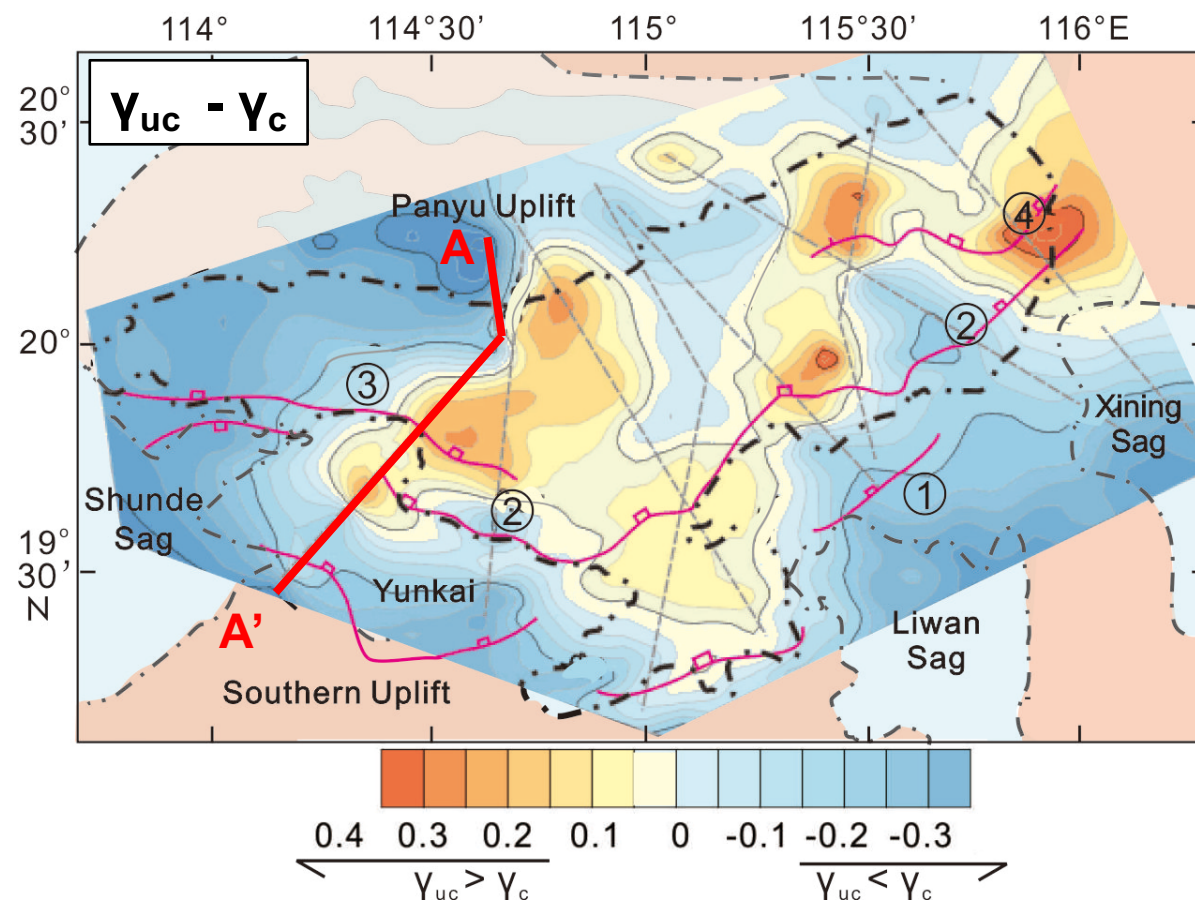 114° 114°30’ 115° 115°30’ 116°E
γuc - γc
20°
30’
20°
19°
30’
N
Panyu Uplift
A
④
②
③
Xining
Sag
①
②
Shunde
Sag
Yunkai
A’
Liwan
Sag
Southern Uplift
0.4 0.3 0.2 0.1 0 -0.1 -0.2 -0.3
γuc > γc
γuc < γc